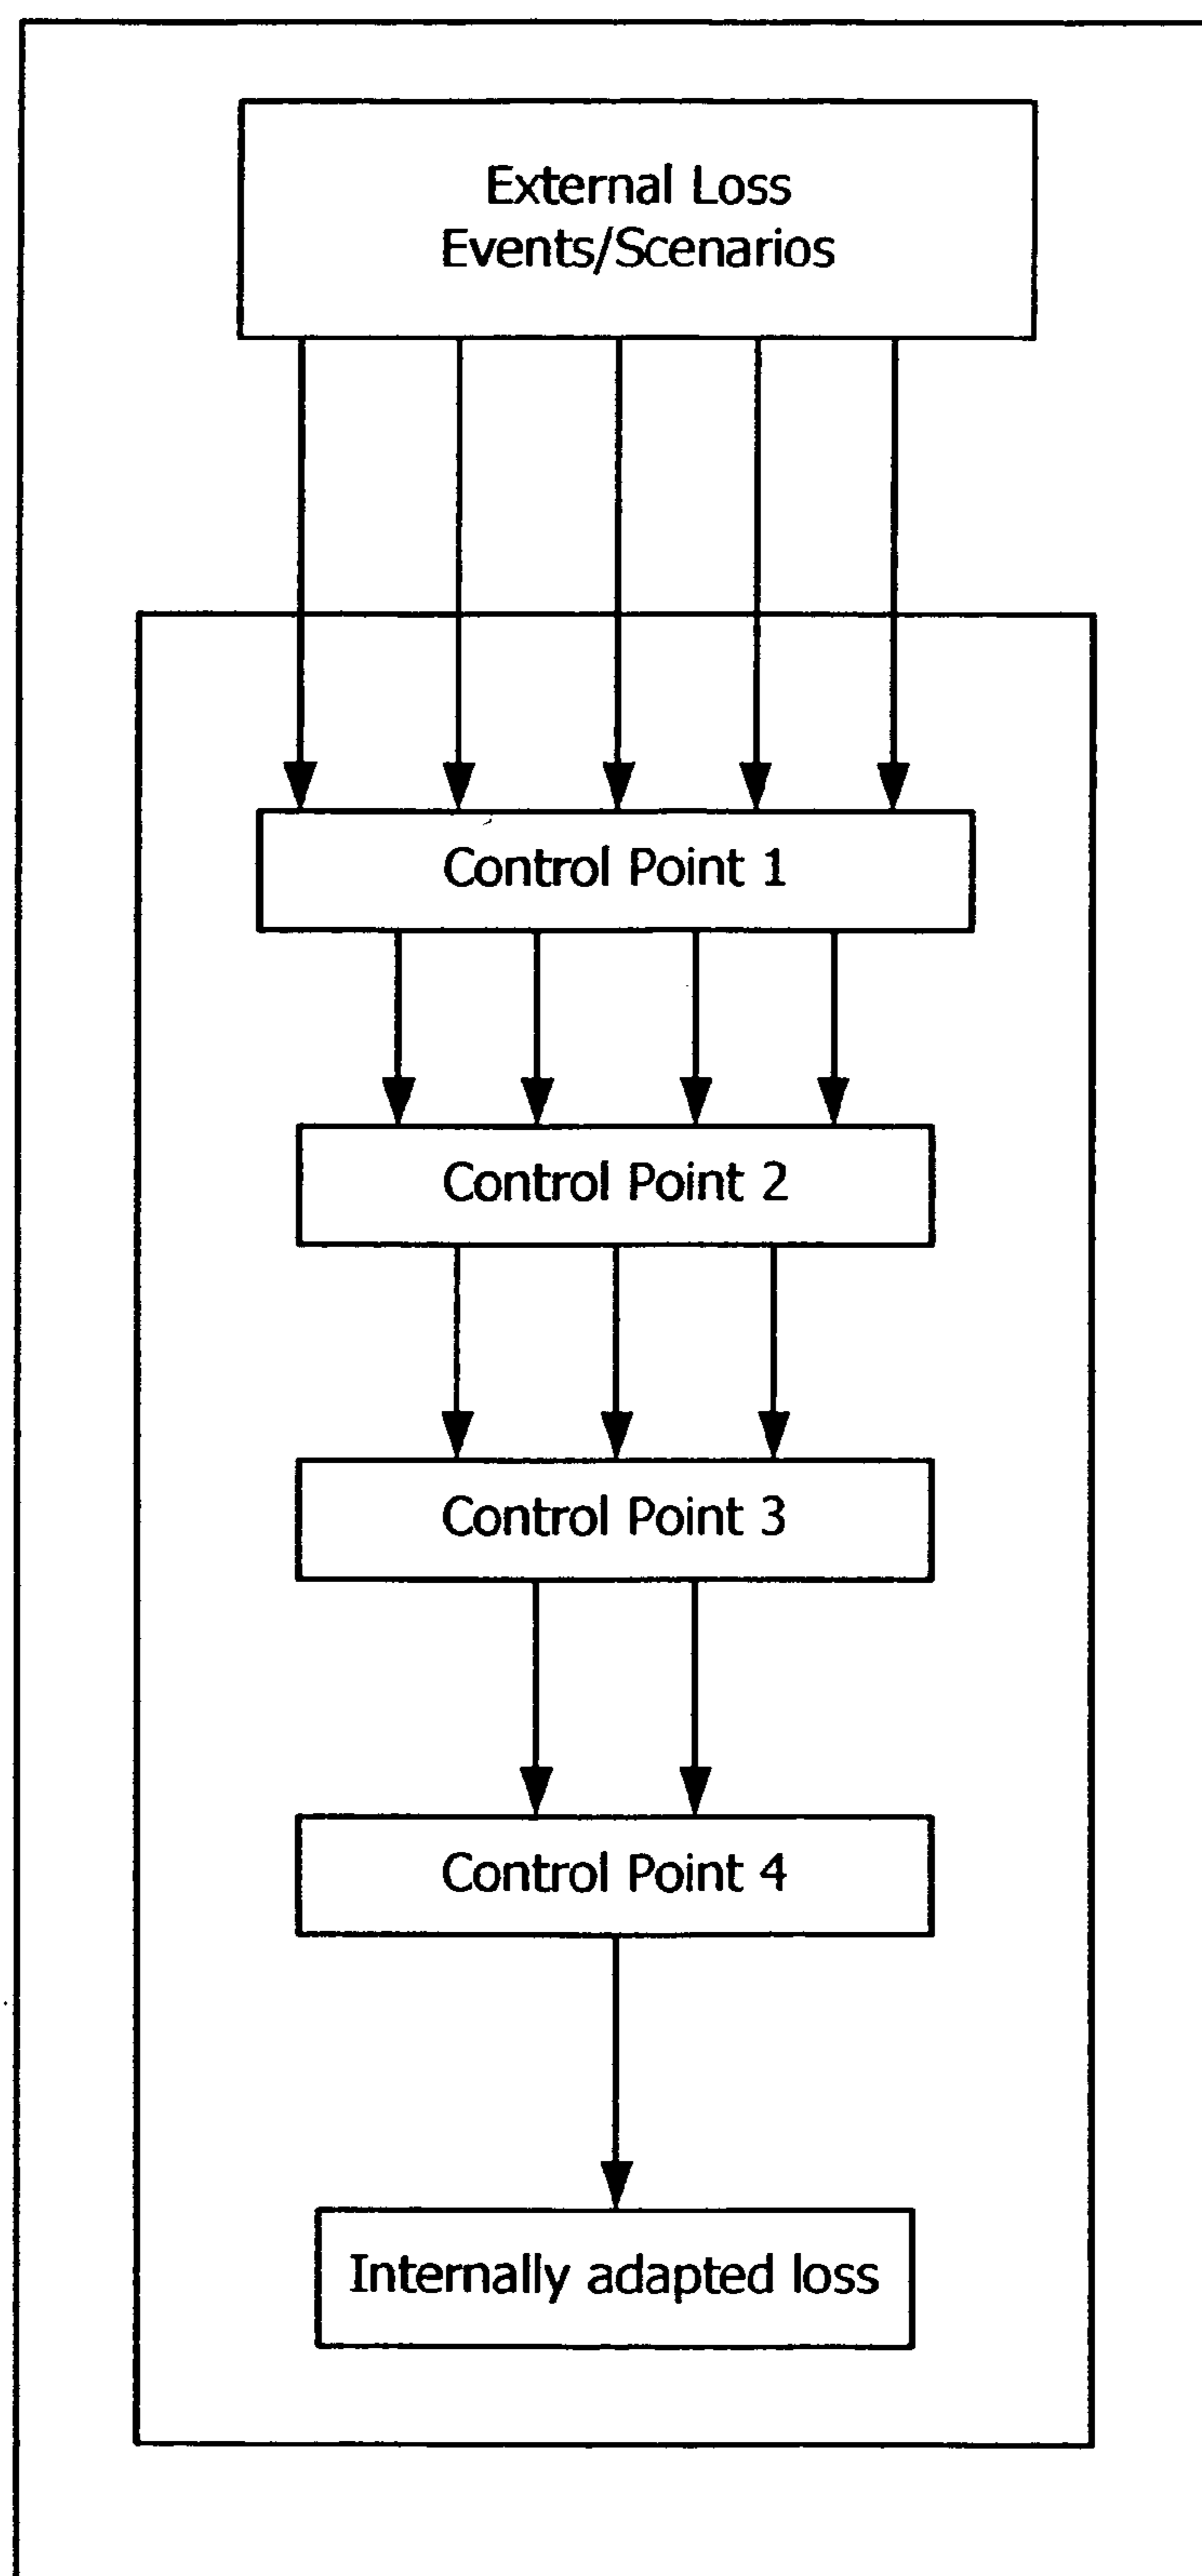 External Loss
Events/Scenarios
Control Point 1
Control Point 2
Control Point 3
Control Point 4
Internally adapted loss